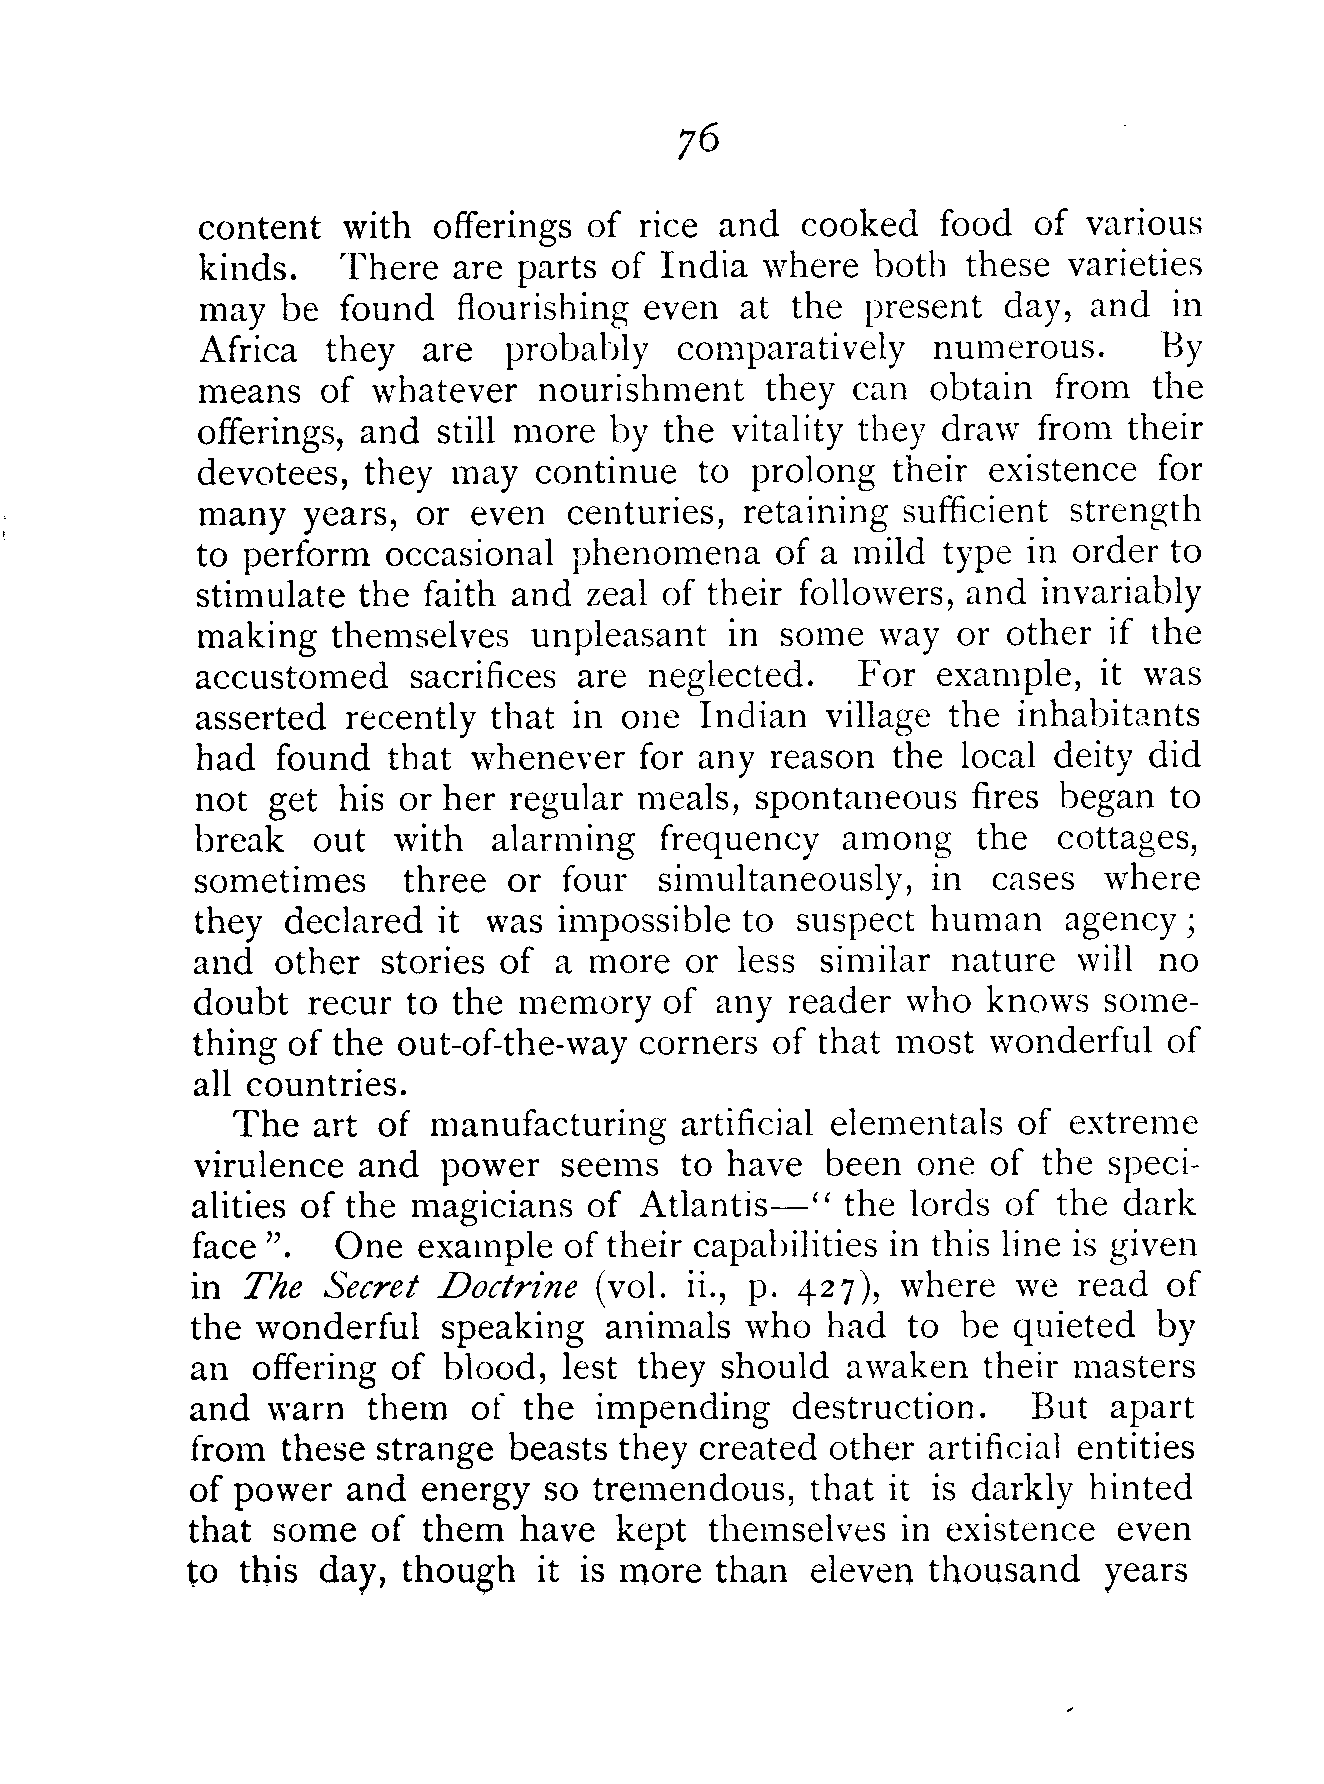 76
content with offerings of rice and cooked food of various
kinds. There are parts of India where both these varieties
may be found flourishing even at the present day, and in
Africa they are probably comparatively numerous. By
means of whatever nourishment they can obtain from the
offerings, and still more by the vitality they draw from their
devotees, they may continue to prolong their existence for
many years, or even centuries, retaining sufficient strength
to perform occasional phenomena of a mild type in order to
stimulate the faith and zeal of their followers, and invariably
making themselves unpleasant in some way or other if the
accustomed sacrifices are neglected. For example, it was
asserted recently that in one Indian village the inhabitants
had found that whenever for any reason the local deity did
not get his or her regular meals, spontaneous fires began to
break out with alarming frequency among the cottages,
sometimes three or four simultaneously, in cases where
they declared it was impossible to suspect human agency ;
and other stories of a more or less similar nature will no
doubt recur to the memory of any reader who knows some-
thing of the out-of-the-way corners of that most wonderful of
all countries.
The art of manufacturing artificial elementals of extreme
virulence and power seems to have been one of the speci-
alities of the magicians of Atlantis—“ the lords of the dark
face ”. One example of their capabilities in this line is given
in The Secret Doctrine (vol. ii., p. 427), where we read of
the wonderful speaking animals who had to be quieted by
an offering of blood, lest they should awaken their masters
and warn them of the impending destruction. But apart
from these strange beasts they created other artificial entities
of power and energy so tremendous, that it is darkly hinted
that some of them have kept themselves in existence even
to this day, though it is more than eleven thousand years